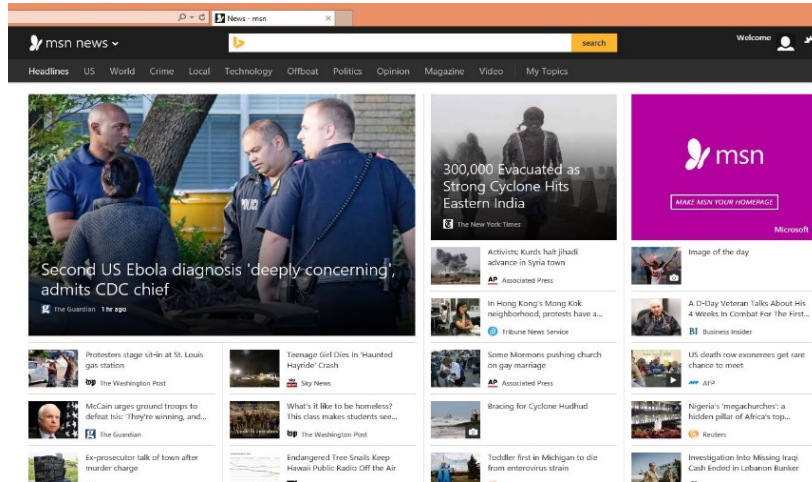 News - msn
msn news
search
Welcome
Headlines US World Crime Local Technology Offbeat Politics Opinion Magazine Video My Topics
POLICE
Second US Ebola diagnosis 'deeply concerning',
admits CDC chief
The Guardian 1 hr ago
300,000 Evacuated as
Strong Cyclone Hits
Eastern India
The New York Times
msn
MAKE MSN YOUR HOMEPAGE
Microsoft
Activists: Kurds halt jihadi
advance in Syria town
AP Associated Press
Image of the day
In Hong Kong's Mong Kok
neighborhood, protests have a...
Tribune News Service
A D-Day Veteran Talks About His
4 Weeks In Combat For The First...
BI Business Insider
Protesters stage sit-in at St. Louis
gas station
wp The Washington Post
Teenage Girl Dies In 'Haunted
Hayride' Crash
Sky News
Some Mormons pushing church
on gay marriage
AP Associated Press
US death row exonerees get rare
chance to meet
AFP AFP
McCain urges ground troops to
defeat Isis: 'They're winning, and...
The Guardian
What's it like to be homeless?
This class makes students see...
wp The Washington Post
Bracing for Cyclone Hudhud
Nigeria's 'megachurches': a
hidden pillar of Africa's top...
Reuters
Ex-prosecutor talk of town after
murder charge
Endangered Tree Snails Keep
Hawaii Public Radio Off the Air
Toddler first in Michigan to die
from enterovirus strain
Investigation Into Missing Iraqi
Cash Ended in Lebanon Bunker